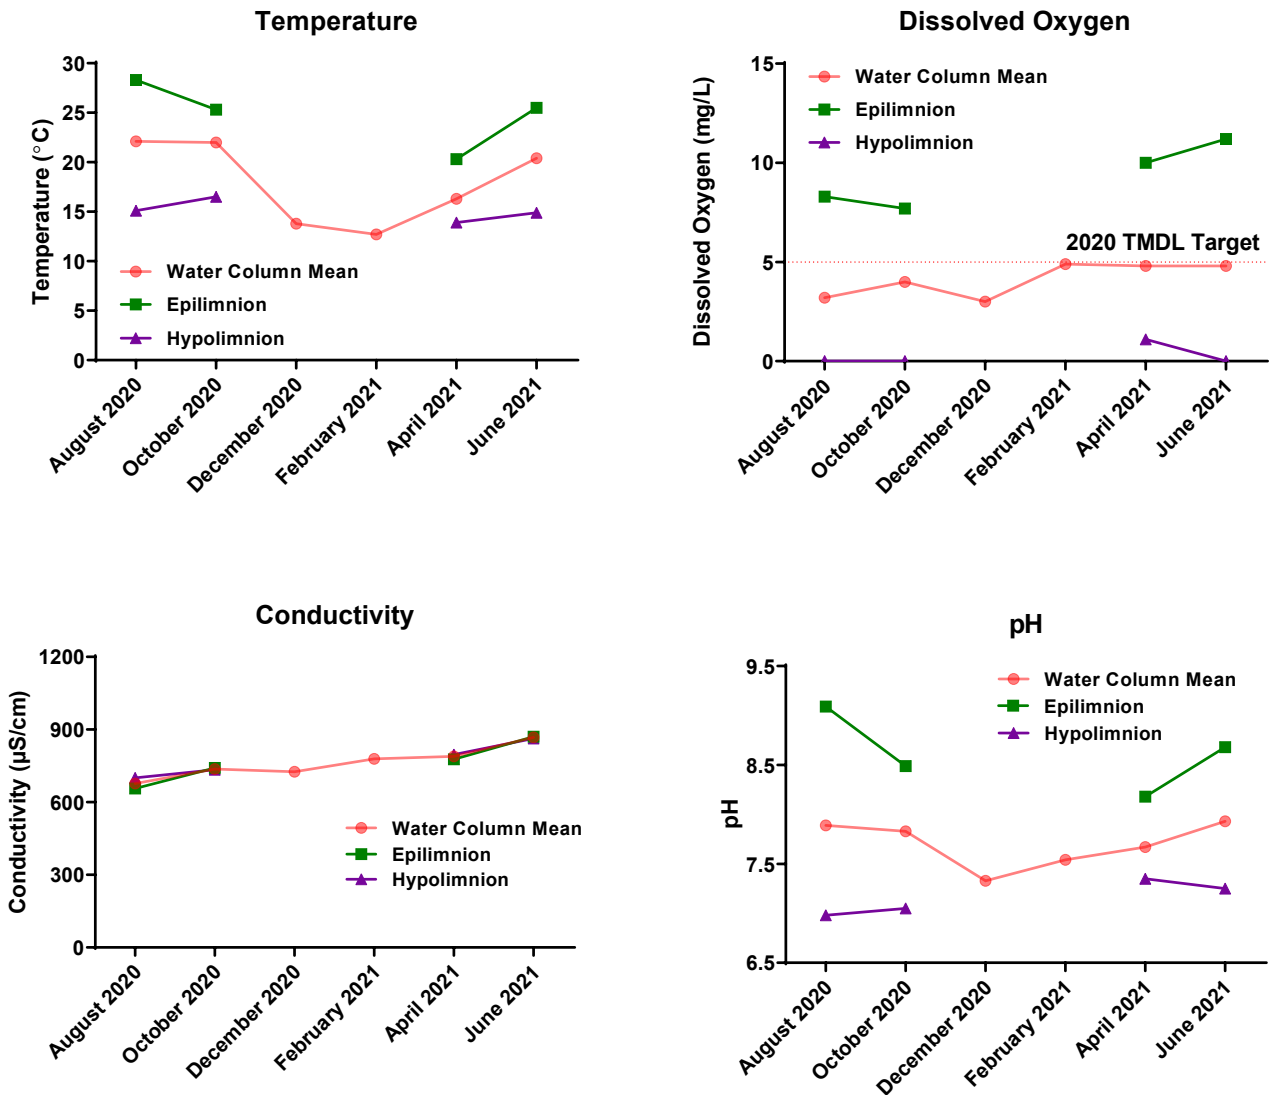 Temperature
30
25
20
15
10
5
0
Temperature (°C)
Water Column Mean
Epilimnion
Hypolimnion
August 2020
October 2020
December 2020
February 2021
April 2021
June 2021
Dissolved Oxygen
15
10
5
0
Dissolved Oxygen (mg/L)
Water Column Mean
Epilimnion
Hypolimnion
2020 TMDL Target
August 2020
October 2020
December 2020
February 2021
April 2021
June 2021
Conductivity
1200
900
600
300
0
Conductivity (µS/cm)
Water Column Mean
Epilimnion
Hypolimnion
August 2020
October 2020
December 2020
February 2021
April 2021
June 2021
pH
9.5
8.5
7.5
6.5
pH
Water Column Mean
Epilimnion
Hypolimnion
August 2020
October 2020
December 2020
February 2021
April 2021
June 2021